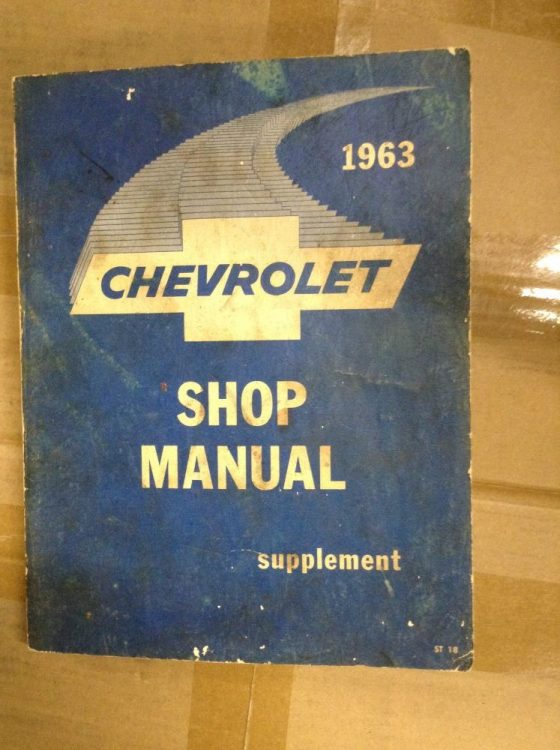 1963
CHEVROLET
SHOP
MANUAL
supplement
ST 18